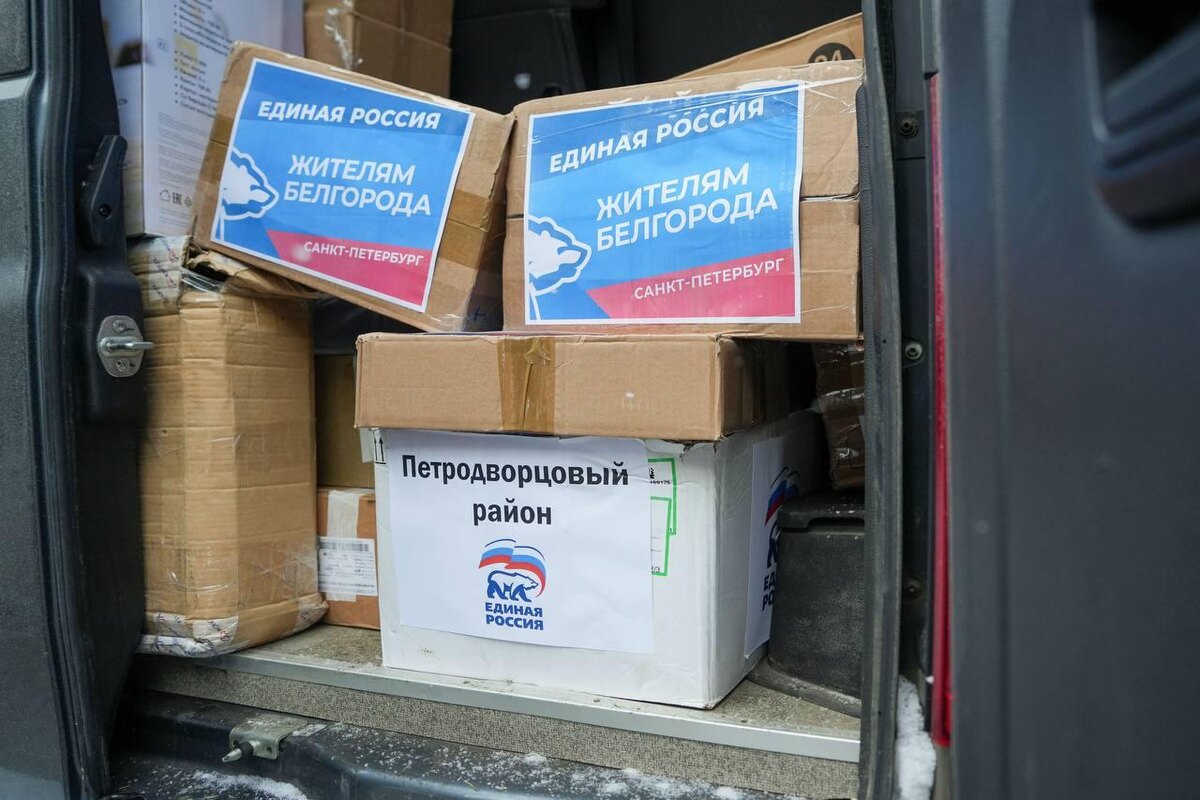 ЕДИНАЯ РОССИЯ
ЖИТЕЛЯМ
БЕЛГОРОДА
САНКТ-ПЕТЕРБУРГ
ЕДИНАЯ РОССИЯ
ЖИТЕЛЯМ
БЕЛГОРОДА
САНКТ-ПЕТЕРБУРГ
Петродворцовый
район
ЕДИНАЯ
РОССИЯ